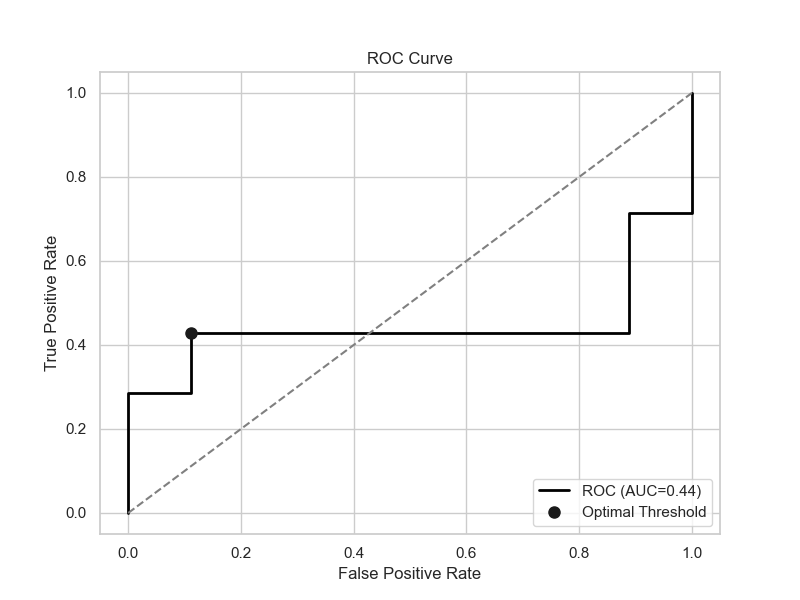 ROC Curve
True Positive Rate
1.0
0.8
0.6
0.4
0.2
0.0
ROC (AUC=0.44)
Optimal Threshold
0.0 0.2 0.4 0.6 0.8 1.0
False Positive Rate